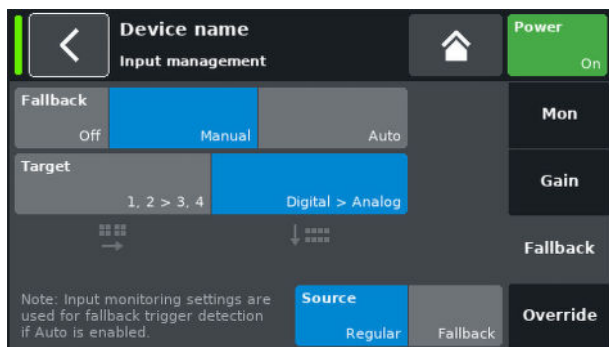 Device name
Input management
Power
On
Fallback
Off
Manual
Auto
Mon
Target
1, 2 > 3, 4
Digital > Analog
Gain
Fallback
Note: Input monitoring settings are
used for fallback trigger detection
if Auto is enabled.
Source
Regular
Fallback
Override